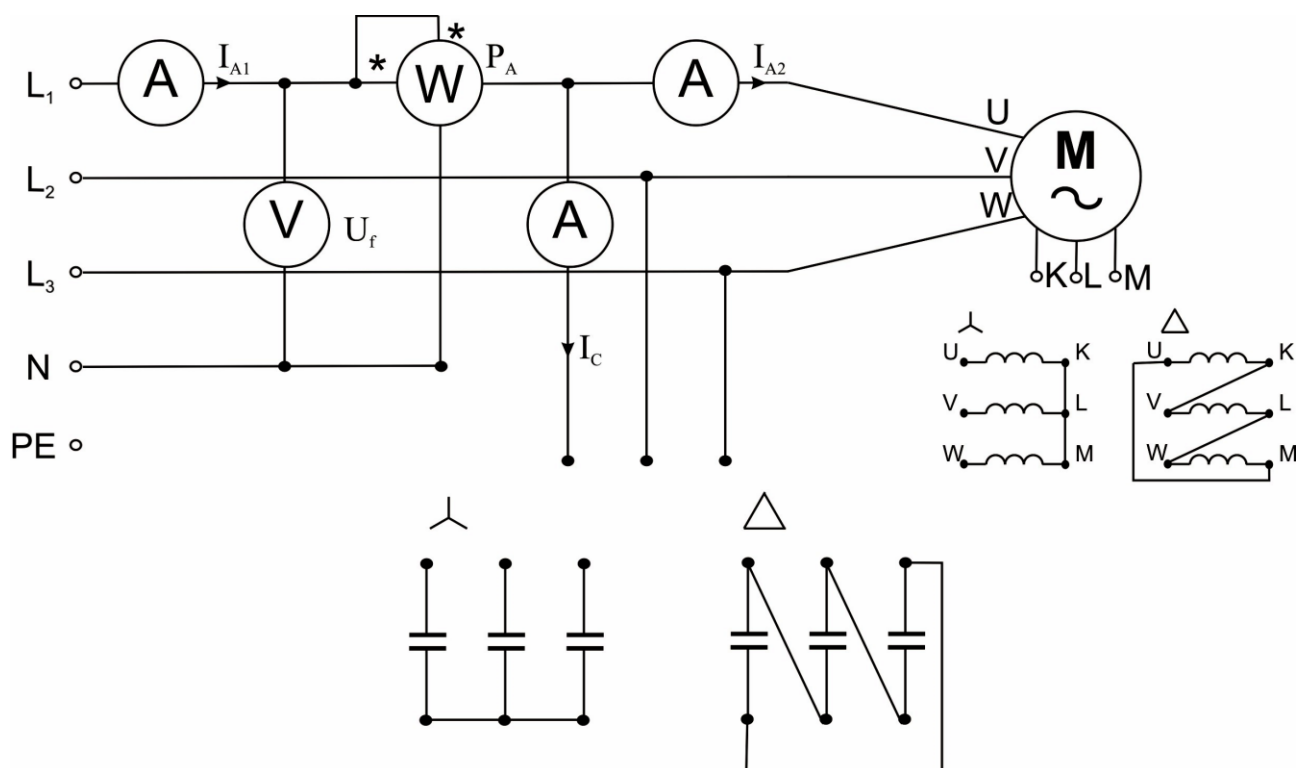 * *
L1 A IA1 W PA A IA2
U
M
V
L2
W
V Uf A
L3
K L M
N IC
U K U K
V L V L
PE
W M W M